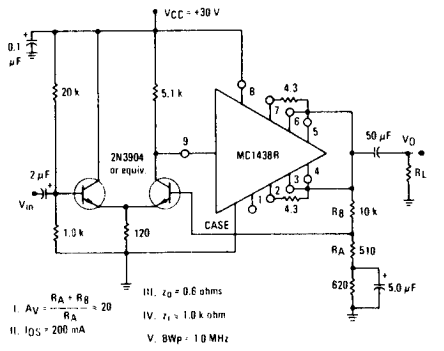 VCC = +30 V
0.1
µF
+
20 k
5.1 k
8
4.3
7
6
5
9
MC1438R
2N3904
or equiv.
2 µF
+
Vin
50 µF
+
VO
RL
4
3
2
1
4.3
CASE
1.0 k
120
RB
10 k
RA
510
620
+
5.0 µF
I. AV = RA + RB / RA ≈ 20
II. IOS = 200 mA
III. zo = 0.6 ohms
IV. zi = 1.0 k ohm
V. BWp = 1.0 MHz